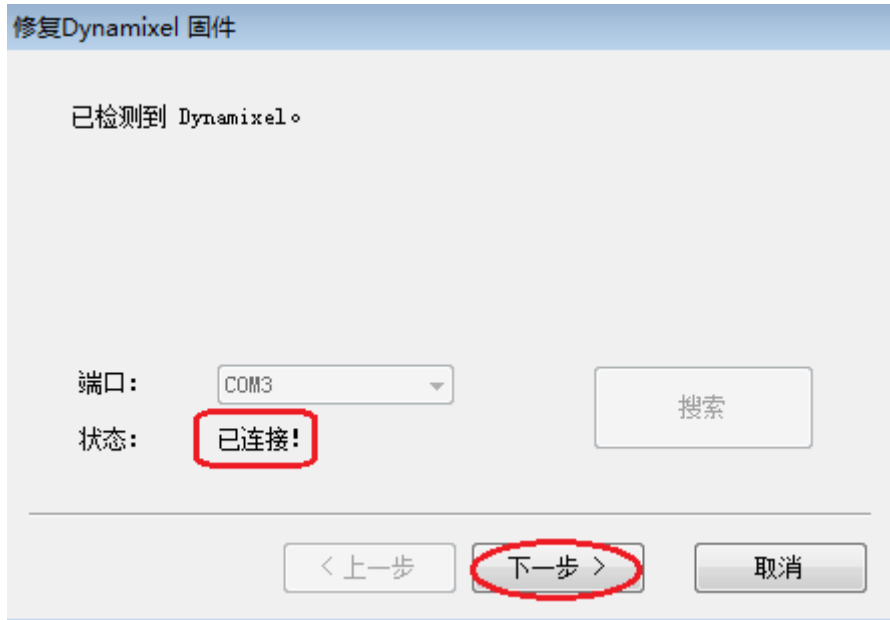 修复Dynamixel 固件
已检测到 Dynamixel。
端口： COM3
搜索
状态： 已连接!
< 上一步 下一步 > 取消